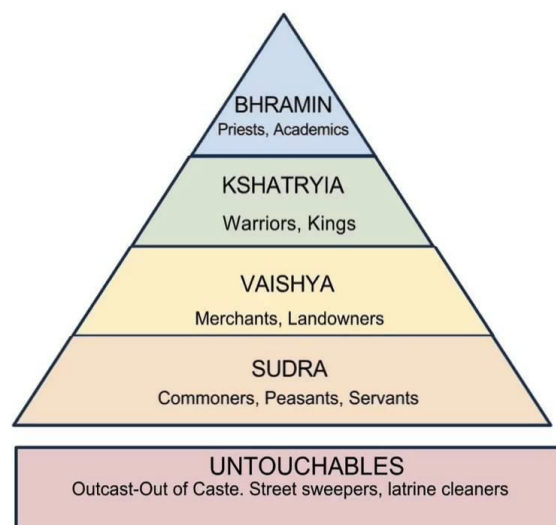 BHRAMIN
Priests, Academics
KSHATRYIA
Warriors, Kings
VAISHYA
Merchants, Landowners
SUDRA
Commoners, Peasants, Servants
UNTOUCHABLES
Outcast-Out of Caste. Street sweepers, latrine cleaners